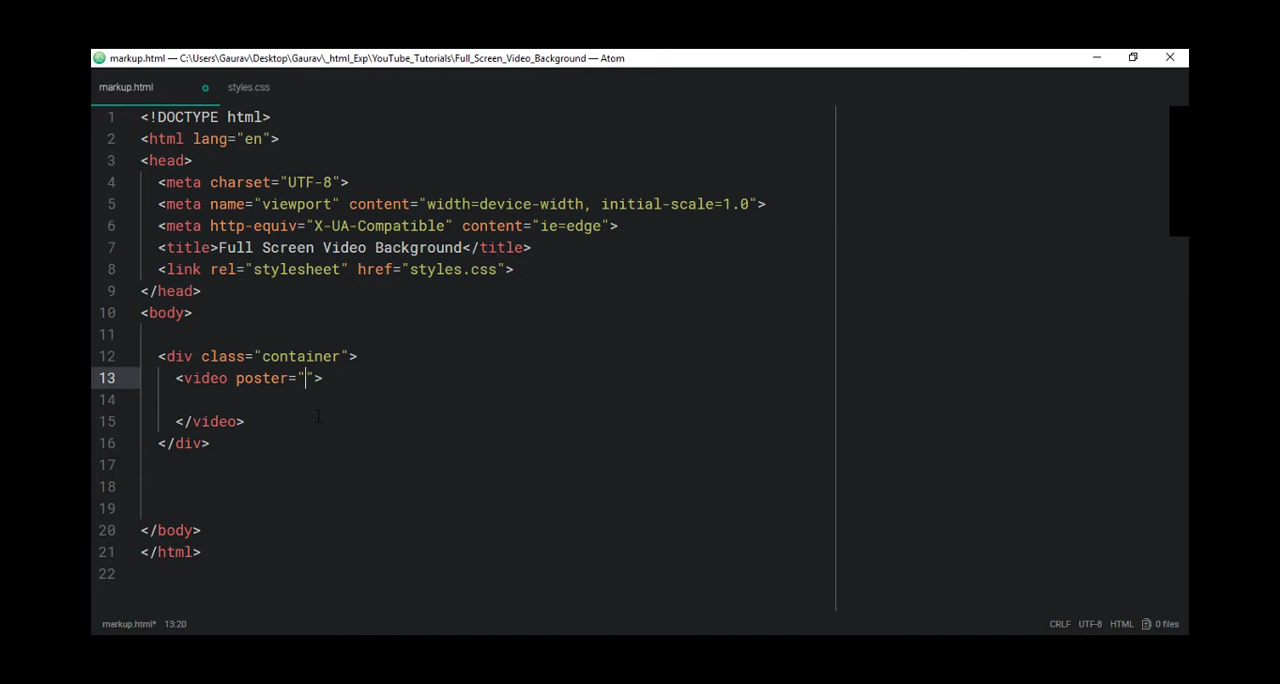 markup.html — C:\Users\Gaurav\Desktop\Gaurav\_html_Exp\YouTube_Tutorials\Full_Screen_Video_Background — Atom
markup.html styles.css
1 <!DOCTYPE html>
2 <html lang="en">
3 <head>
4 <meta charset="UTF-8">
5 <meta name="viewport" content="width=device-width, initial-scale=1.0">
6 <meta http-equiv="X-UA-Compatible" content="ie=edge">
7 <title>Full Screen Video Background</title>
8 <link rel="stylesheet" href="styles.css">
9 </head>
10 <body>
11
12 <div class="container">
13 <video poster="">
14
15 </video>
16 </div>
17
18
19
20 </body>
21 </html>
22
markup.html* 13:20 CRLF UTF-8 HTML 0 files